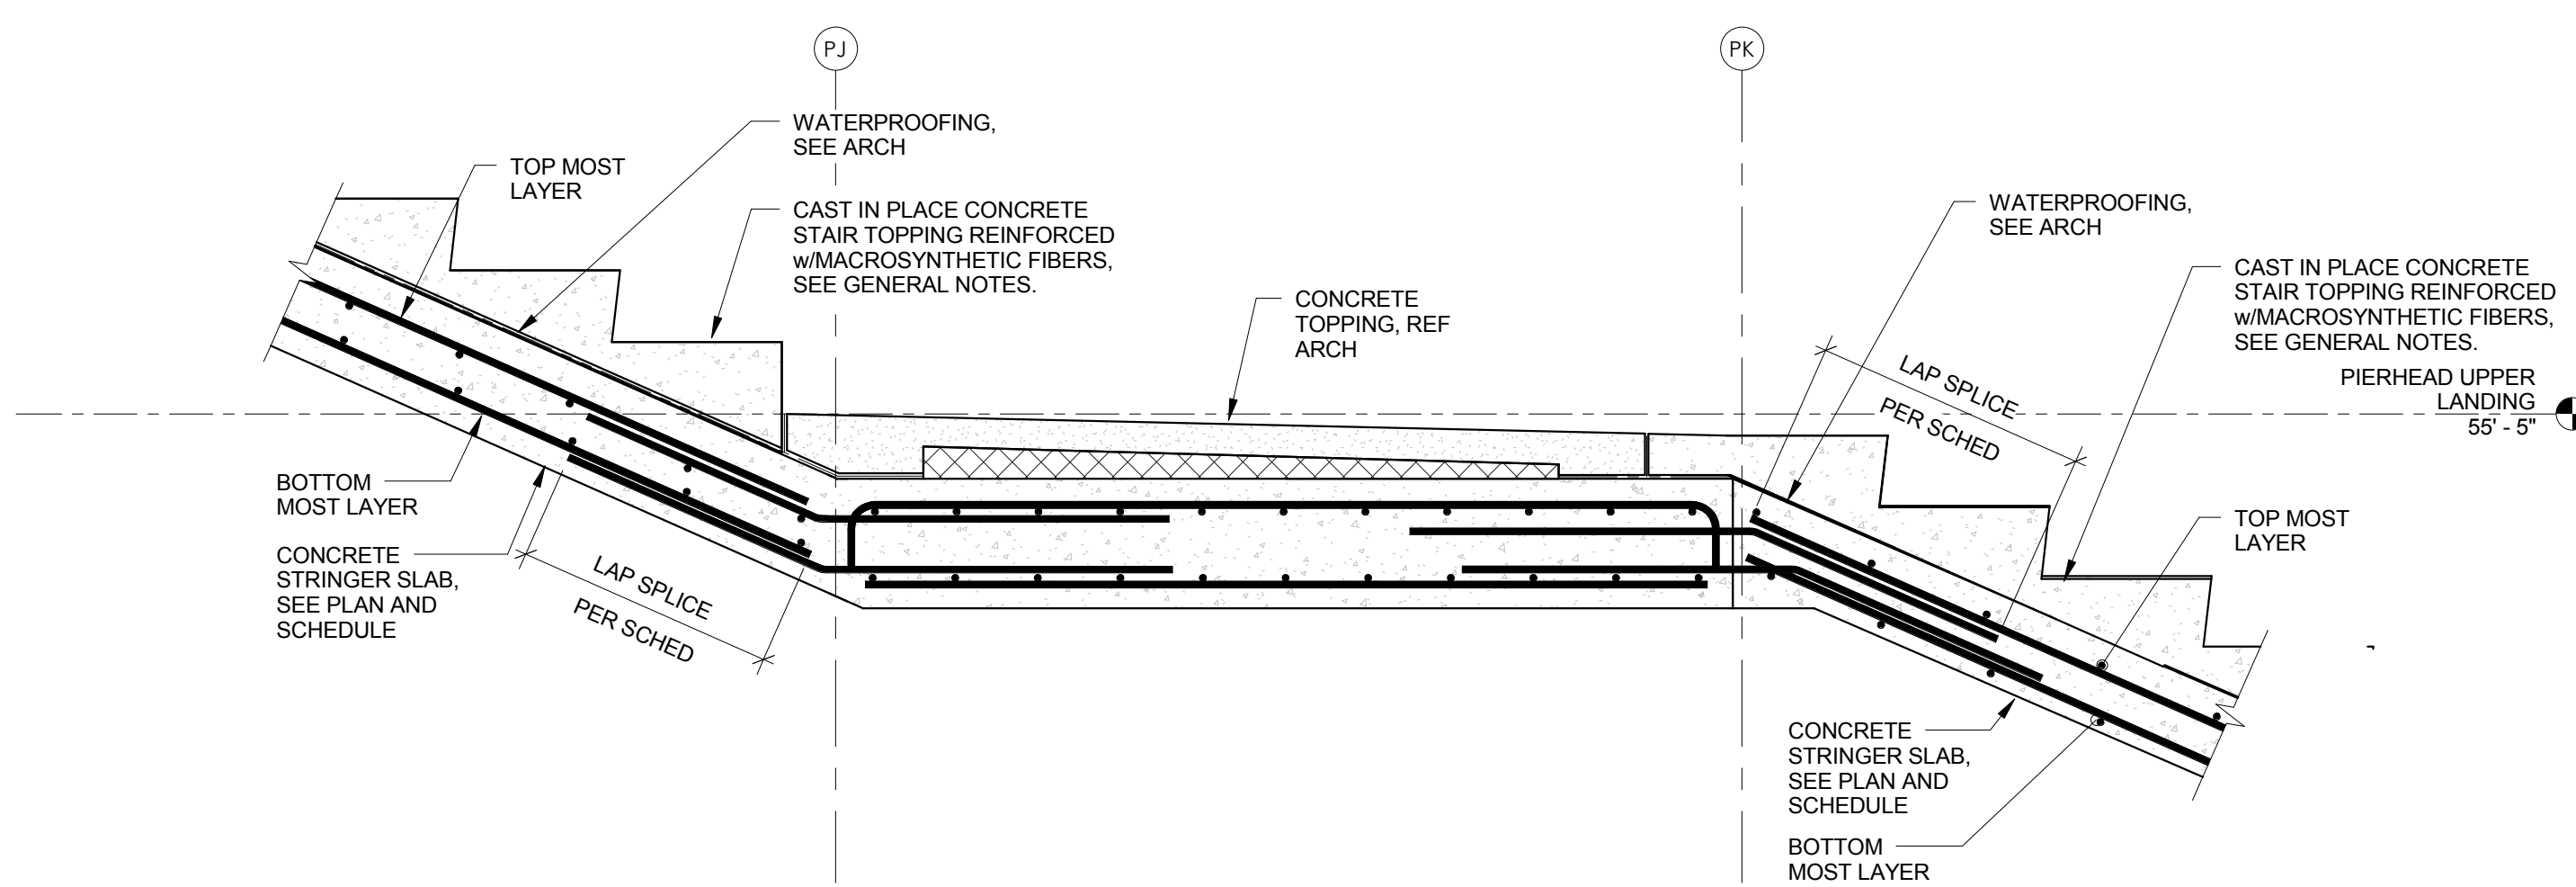 PJ
PK
WATERPROOFING,
SEE ARCH
TOP MOST
LAYER
CAST IN PLACE CONCRETE
STAIR TOPPING REINFORCED
w/MACROSYNTHETIC FIBERS,
SEE GENERAL NOTES.
CONCRETE
TOPPING, REF
ARCH
WATERPROOFING,
SEE ARCH
CAST IN PLACE CONCRETE
STAIR TOPPING REINFORCED
w/MACROSYNTHETIC FIBERS,
SEE GENERAL NOTES.
LAP SPLICE
PER SCHED
PIERHEAD UPPER
LANDING
55' - 5"
BOTTOM
MOST LAYER
CONCRETE
STRINGER SLAB,
SEE PLAN AND
SCHEDULE
LAP SPLICE
PER SCHED
TOP MOST
LAYER
CONCRETE
STRINGER SLAB,
SEE PLAN AND
SCHEDULE
BOTTOM
MOST LAYER